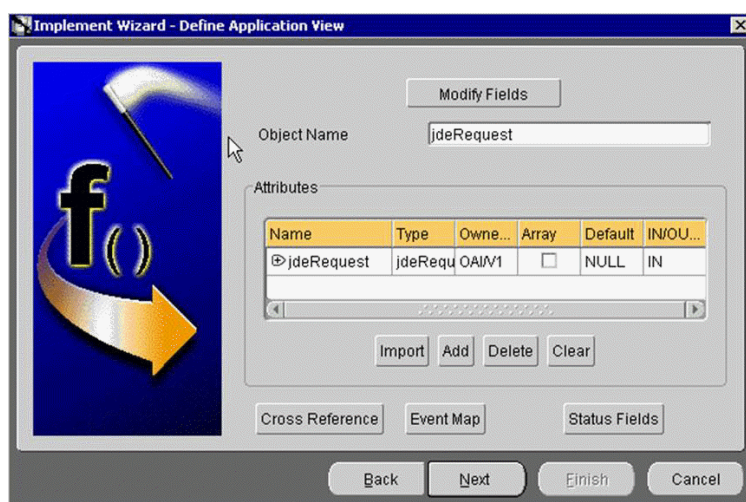 Implement Wizard - Define Application View
Modify Fields
Object Name jdeRequest
Attributes
Name Type Owne... Array Default IN/OU...
jdeRequest jdeRequ OAI/V1 NULL IN
Import Add Delete Clear
Cross Reference Event Map Status Fields
Back Next Finish Cancel
f()